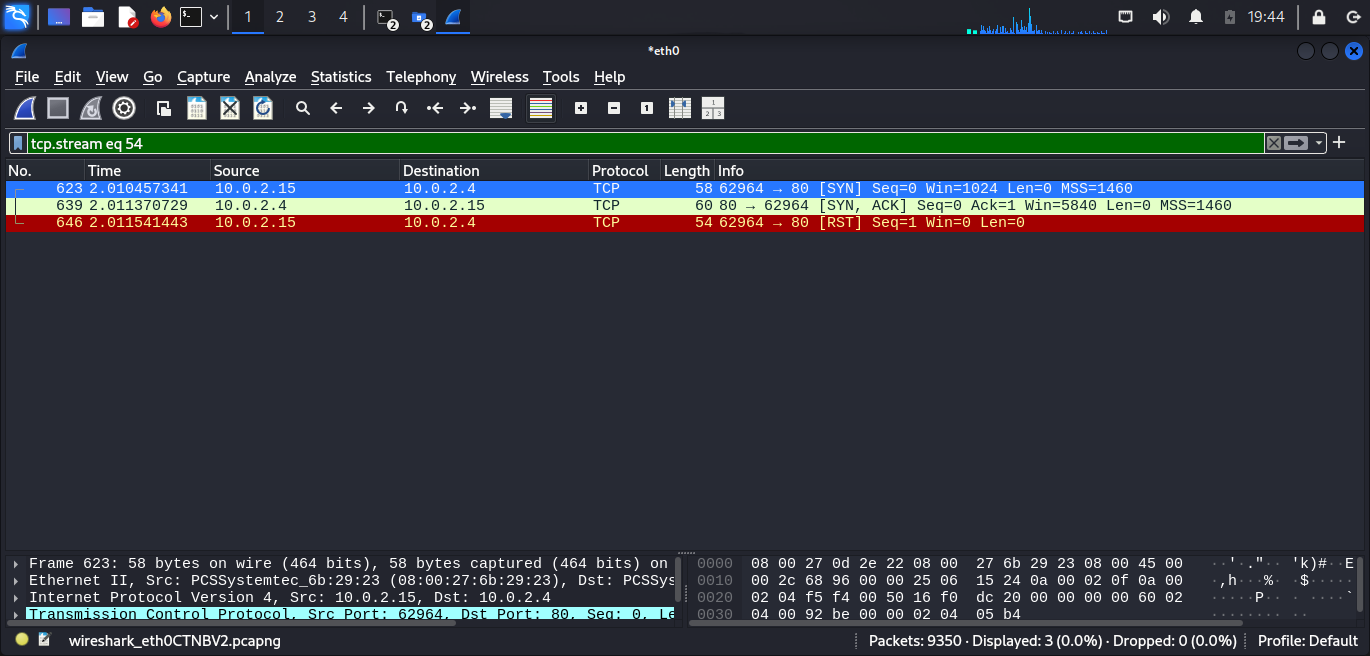 1 2 3 4 2 2 19:44
*eth0
File Edit View Go Capture Analyze Statistics Telephony Wireless Tools Help
tcp.stream eq 54
No. Time Source Destination Protocol Length Info
623 2.010457341 10.0.2.15 10.0.2.4 TCP 58 62964 → 80 [SYN] Seq=0 Win=1024 Len=0 MSS=1460
639 2.011370729 10.0.2.4 10.0.2.15 TCP 60 80 → 62964 [SYN, ACK] Seq=0 Ack=1 Win=5840 Len=0 MSS=1460
646 2.011541443 10.0.2.15 10.0.2.4 TCP 54 62964 → 80 [RST] Seq=1 Win=0 Len=0
Frame 623: 58 bytes on wire (464 bits), 58 bytes captured (464 bits) on
Ethernet II, Src: PCSSystemtec_6b:29:23 (08:00:27:6b:29:23), Dst: PCSSys
Internet Protocol Version 4, Src: 10.0.2.15, Dst: 10.0.2.4
Transmission Control Protocol, Src Port: 62964, Dst Port: 80, Seq: 0, Le
0000 08 00 27 0d 2e 22 08 00 27 6b 29 23 08 00 45 00 ··'·."·· 'k)#··E
0010 00 2c 68 96 00 00 25 06 15 24 0a 00 02 0f 0a 00 ·,h···%· ·$······
0020 02 04 f5 f4 00 50 16 f0 dc 20 00 00 00 00 60 02 ·····P·· · ····`
0030 04 00 92 be 00 00 02 04 05 b4 ········ ··
wireshark_eth0CTNBV2.pcapng
Packets: 9350 · Displayed: 3 (0.0%) · Dropped: 0 (0.0%)
Profile: Default